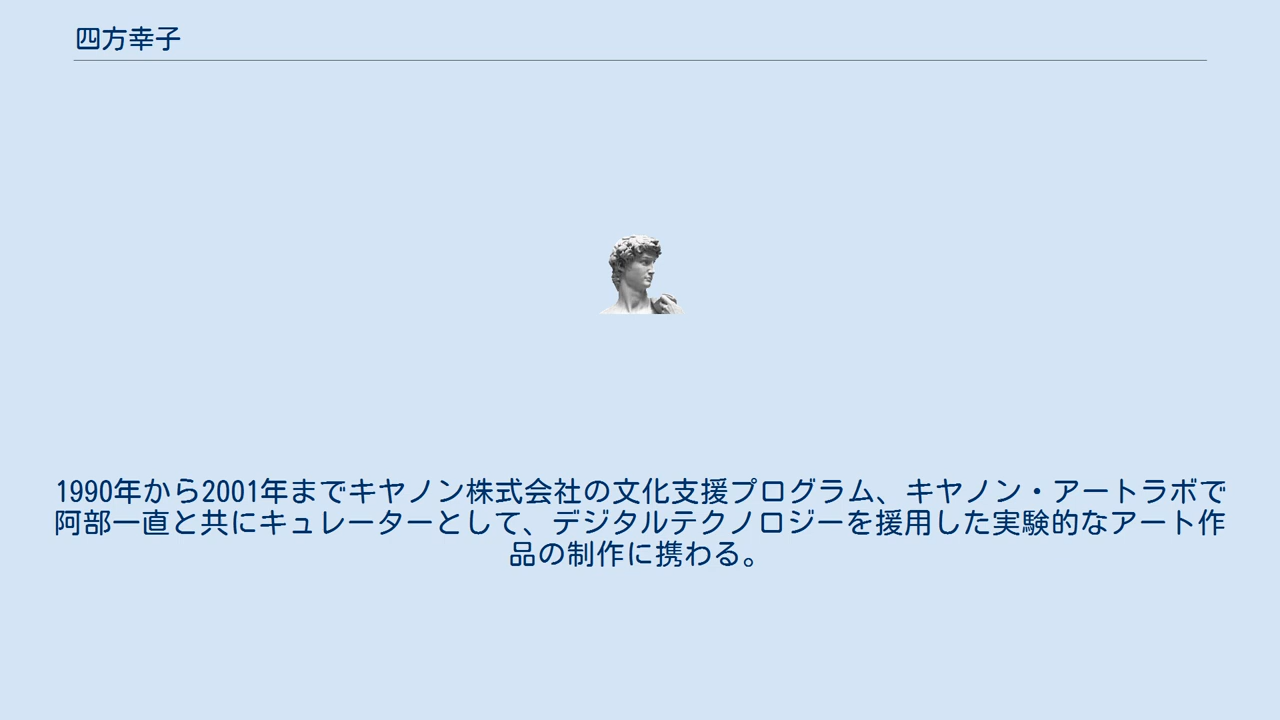 四方幸子
1990年から2001年までキヤノン株式会社の文化支援プログラム、キヤノン・アートラボで
阿部一直と共にキュレーターとして、デジタルテクノロジーを援用した実験的なアート作
品の制作に携わる。